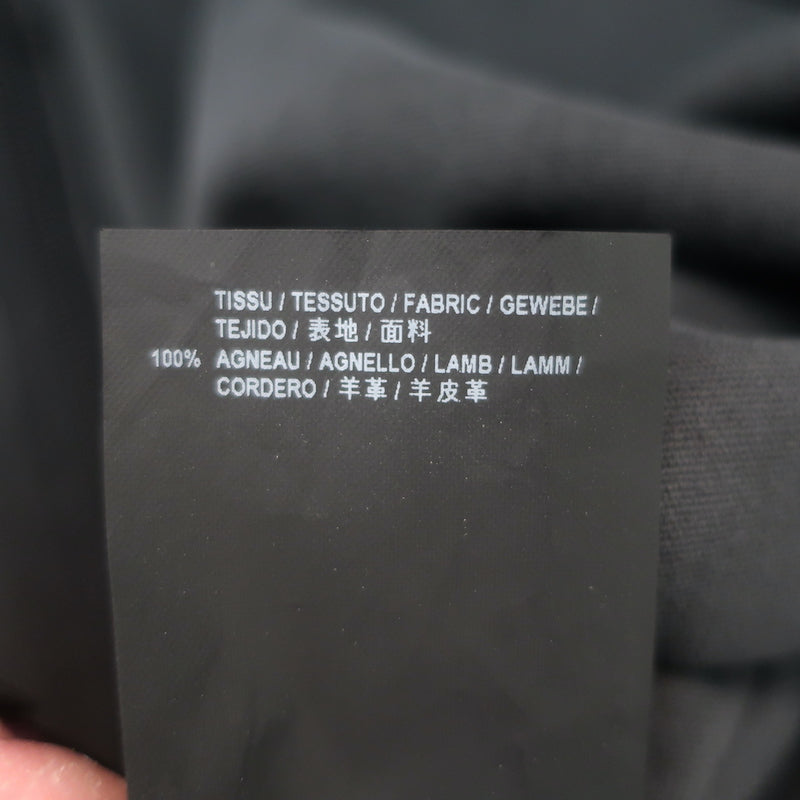 TISSU / TESSUTO / FABRIC / GEWEBE /
TEJIDO / 表地 / 面料
100% AGNEAU / AGNELLO / LAMB / LAMM /
CORDERO / 羊革 / 羊皮革